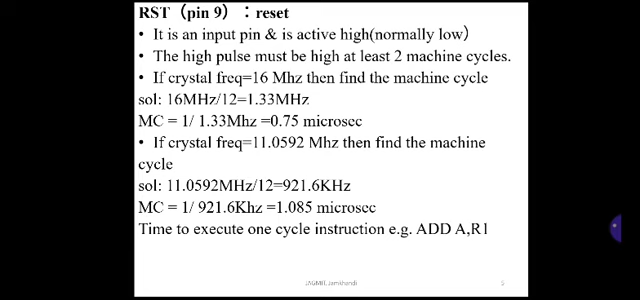 RST (pin 9) : reset
• It is an input pin & is active high(normally low)
• The high pulse must be high at least 2 machine cycles.
• If crystal freq=16 Mhz then find the machine cycle
sol: 16MHz/12=1.33MHz
MC = 1/ 1.33Mhz =0.75 microsec
• If crystal freq=11.0592 Mhz then find the machine
cycle
sol: 11.0592MHz/12=921.6KHz
MC = 1/ 921.6Khz =1.085 microsec
Time to execute one cycle instruction e.g. ADD A,R1